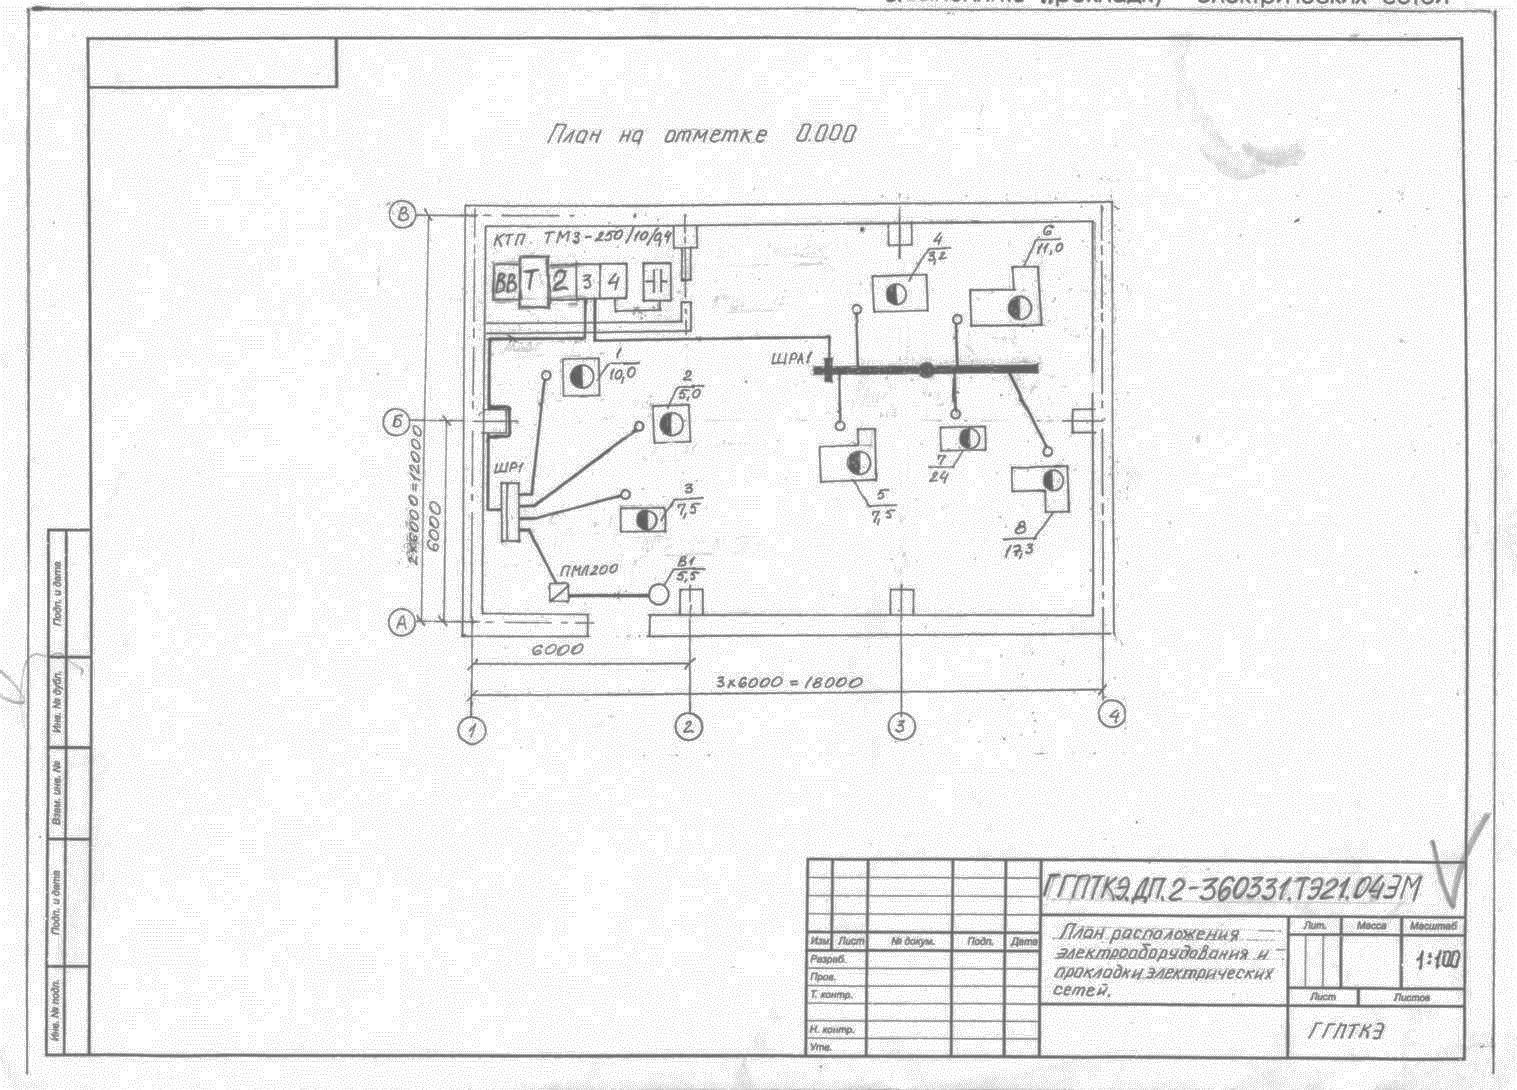 План на отметке 0.000
В
КТП ТМЗ-250/10/0,4
ВВ Т 2 3 4
4
3,2
6
11,0
ШРА1
1
10,0
2
5,0
Б
7
24
5
7,5
ШР1
3
7,5
8
17,3
2х6000=12000
6000
ПМЛ200
В1
5,5
А
6000
3х6000=18000
1
2
3
4
Подп. и дата
Инв. № дубл.
Взам. инв. №
Подп. и дата
Инв. № подл.
ГГПТКЭ.ДП.2-360331.ТЭ21.04ЭМ
План расположения
электрооборудования и
прокладки электрических
сетей.
Лит. Масса Масштаб
1:100
Лист Листов
ГГПТКЭ
Изм. Лист № докум. Подп. Дата
Разраб.
Пров.
Т. контр.
Н. контр.
Утв.